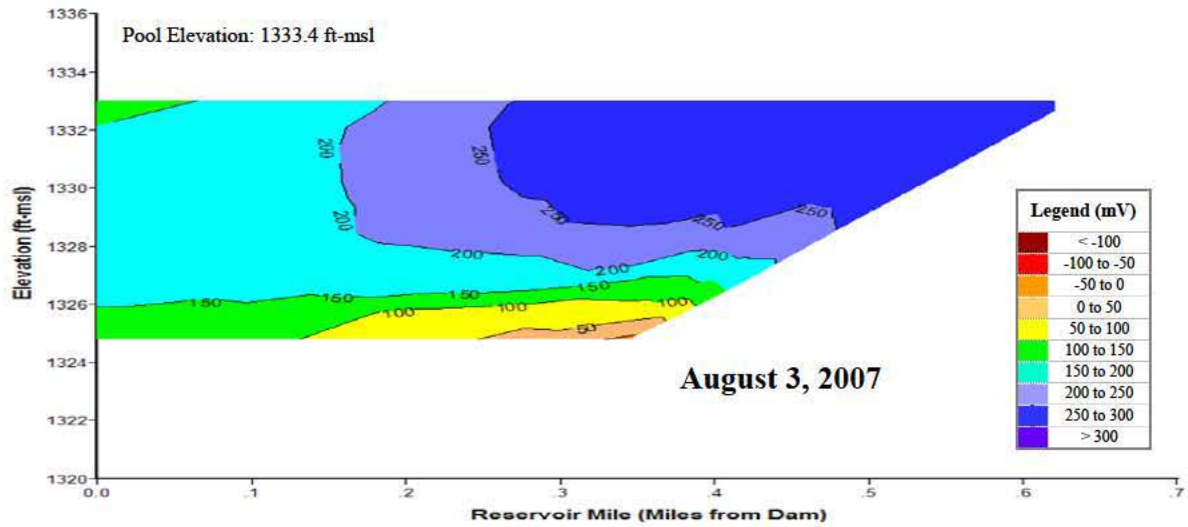 1336
Pool Elevation: 1333.4 ft-msl
1334
1332
1330
1328
1326
1324
1322
1320
Elevation (ft-msl)
200
250
200
250
250
250
200
200
200
150
150
150
150
100
100
100
50
August 3, 2007
Legend (mV)
< -100
-100 to -50
-50 to 0
0 to 50
50 to 100
100 to 150
150 to 200
200 to 250
250 to 300
> 300
0.0 .1 .2 .3 .4 .5 .6 .7
Reservoir Mile (Miles from Dam)